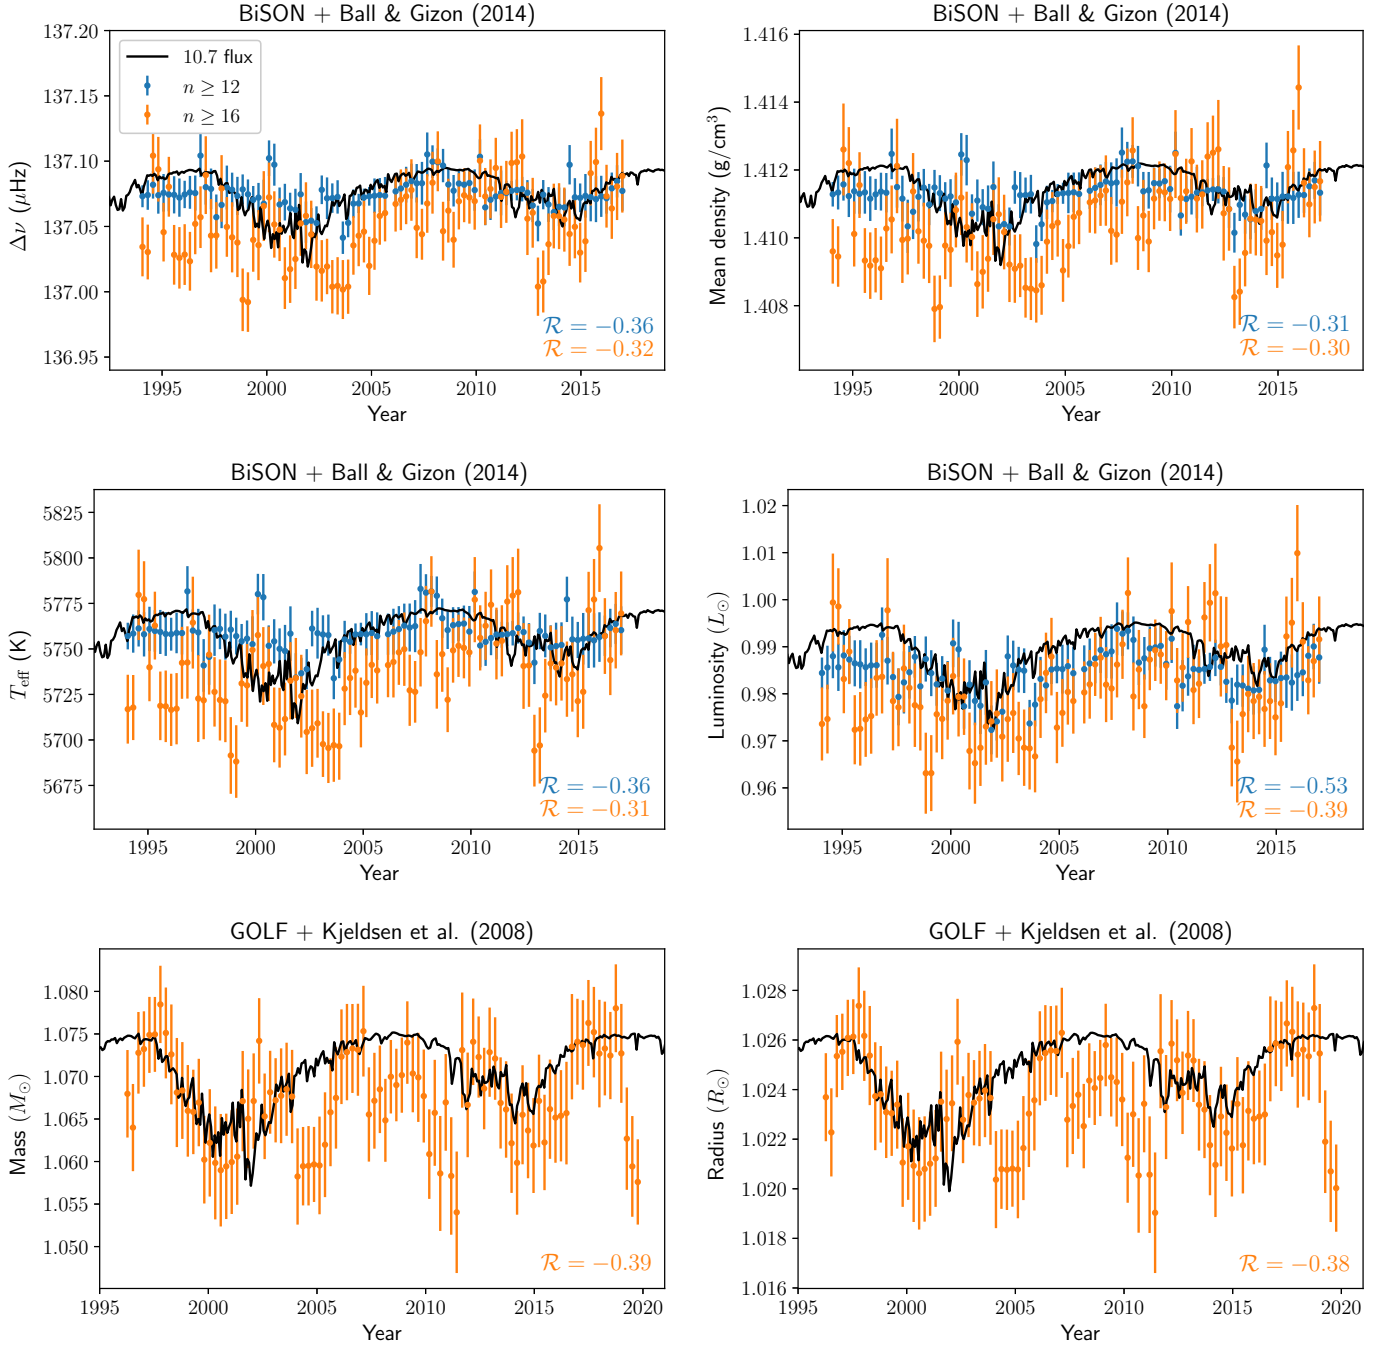 BiSON + Ball & Gizon (2014)
137.20
137.15
137.10
137.05
137.00
136.95
Δν (μHz)
10.7 flux
n ≥ 12
n ≥ 16
ℛ = −0.36
ℛ = −0.32
1995 2000 2005 2010 2015
Year
BiSON + Ball & Gizon (2014)
1.416
1.414
1.412
1.410
1.408
Mean density (g/cm³)
ℛ = −0.31
ℛ = −0.30
1995 2000 2005 2010 2015
Year
BiSON + Ball & Gizon (2014)
5825
5800
5775
5750
5725
5700
5675
T_eff (K)
ℛ = −0.36
ℛ = −0.31
1995 2000 2005 2010 2015
Year
BiSON + Ball & Gizon (2014)
1.02
1.01
1.00
0.99
0.98
0.97
0.96
Luminosity (L⊙)
ℛ = −0.53
ℛ = −0.39
1995 2000 2005 2010 2015
Year
GOLF + Kjeldsen et al. (2008)
1.080
1.075
1.070
1.065
1.060
1.055
1.050
Mass (M⊙)
ℛ = −0.39
1995 2000 2005 2010 2015 2020
Year
GOLF + Kjeldsen et al. (2008)
1.028
1.026
1.024
1.022
1.020
1.018
1.016
Radius (R⊙)
ℛ = −0.38
1995 2000 2005 2010 2015 2020
Year